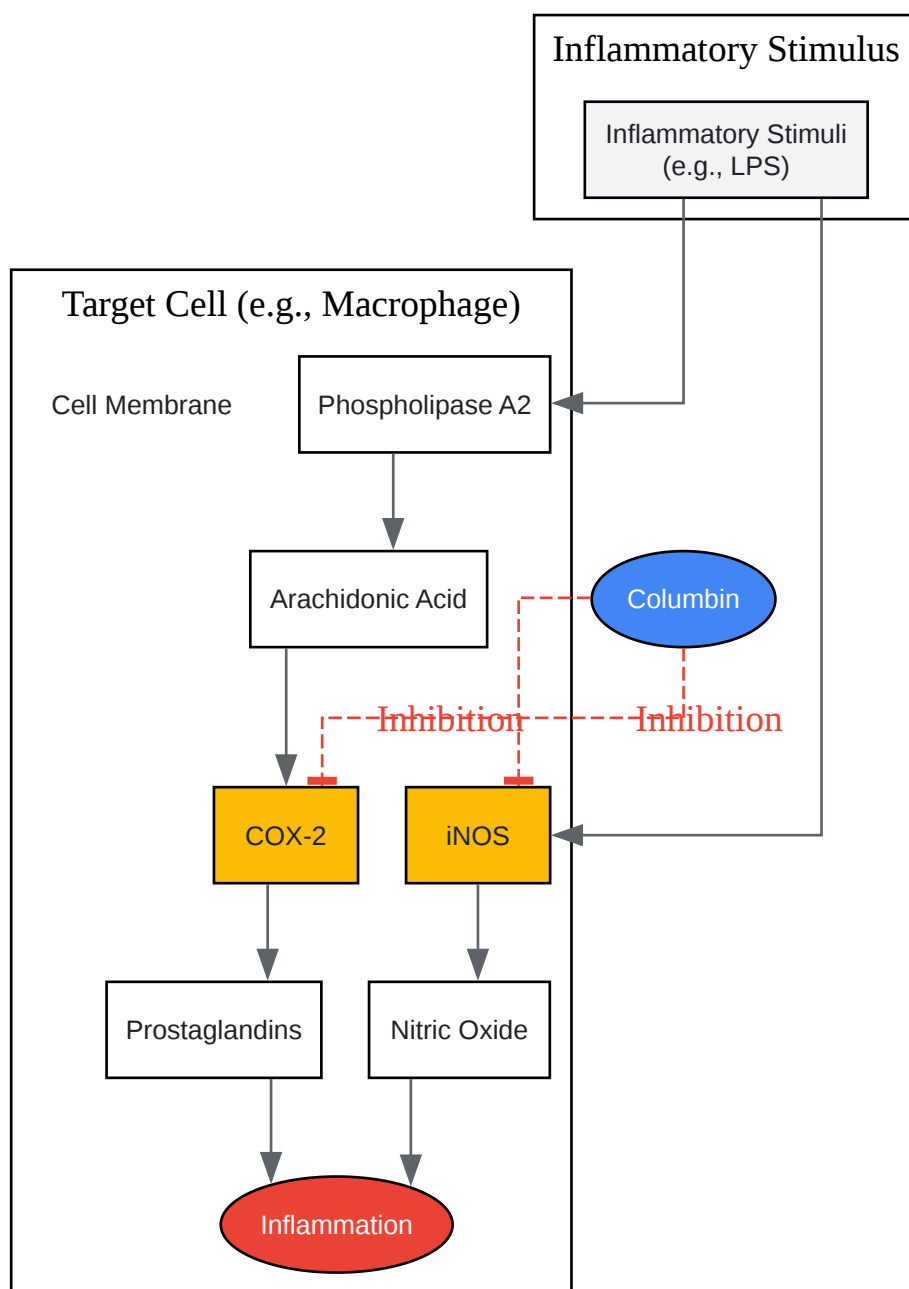 Inflammatory Stimulus
Inflammatory Stimuli
(e.g., LPS)
Target Cell (e.g., Macrophage)
Cell Membrane
Phospholipase A2
Arachidonic Acid
Columbin
Inhibition
Inhibition
COX-2
iNOS
Prostaglandins
Nitric Oxide
Inflammation